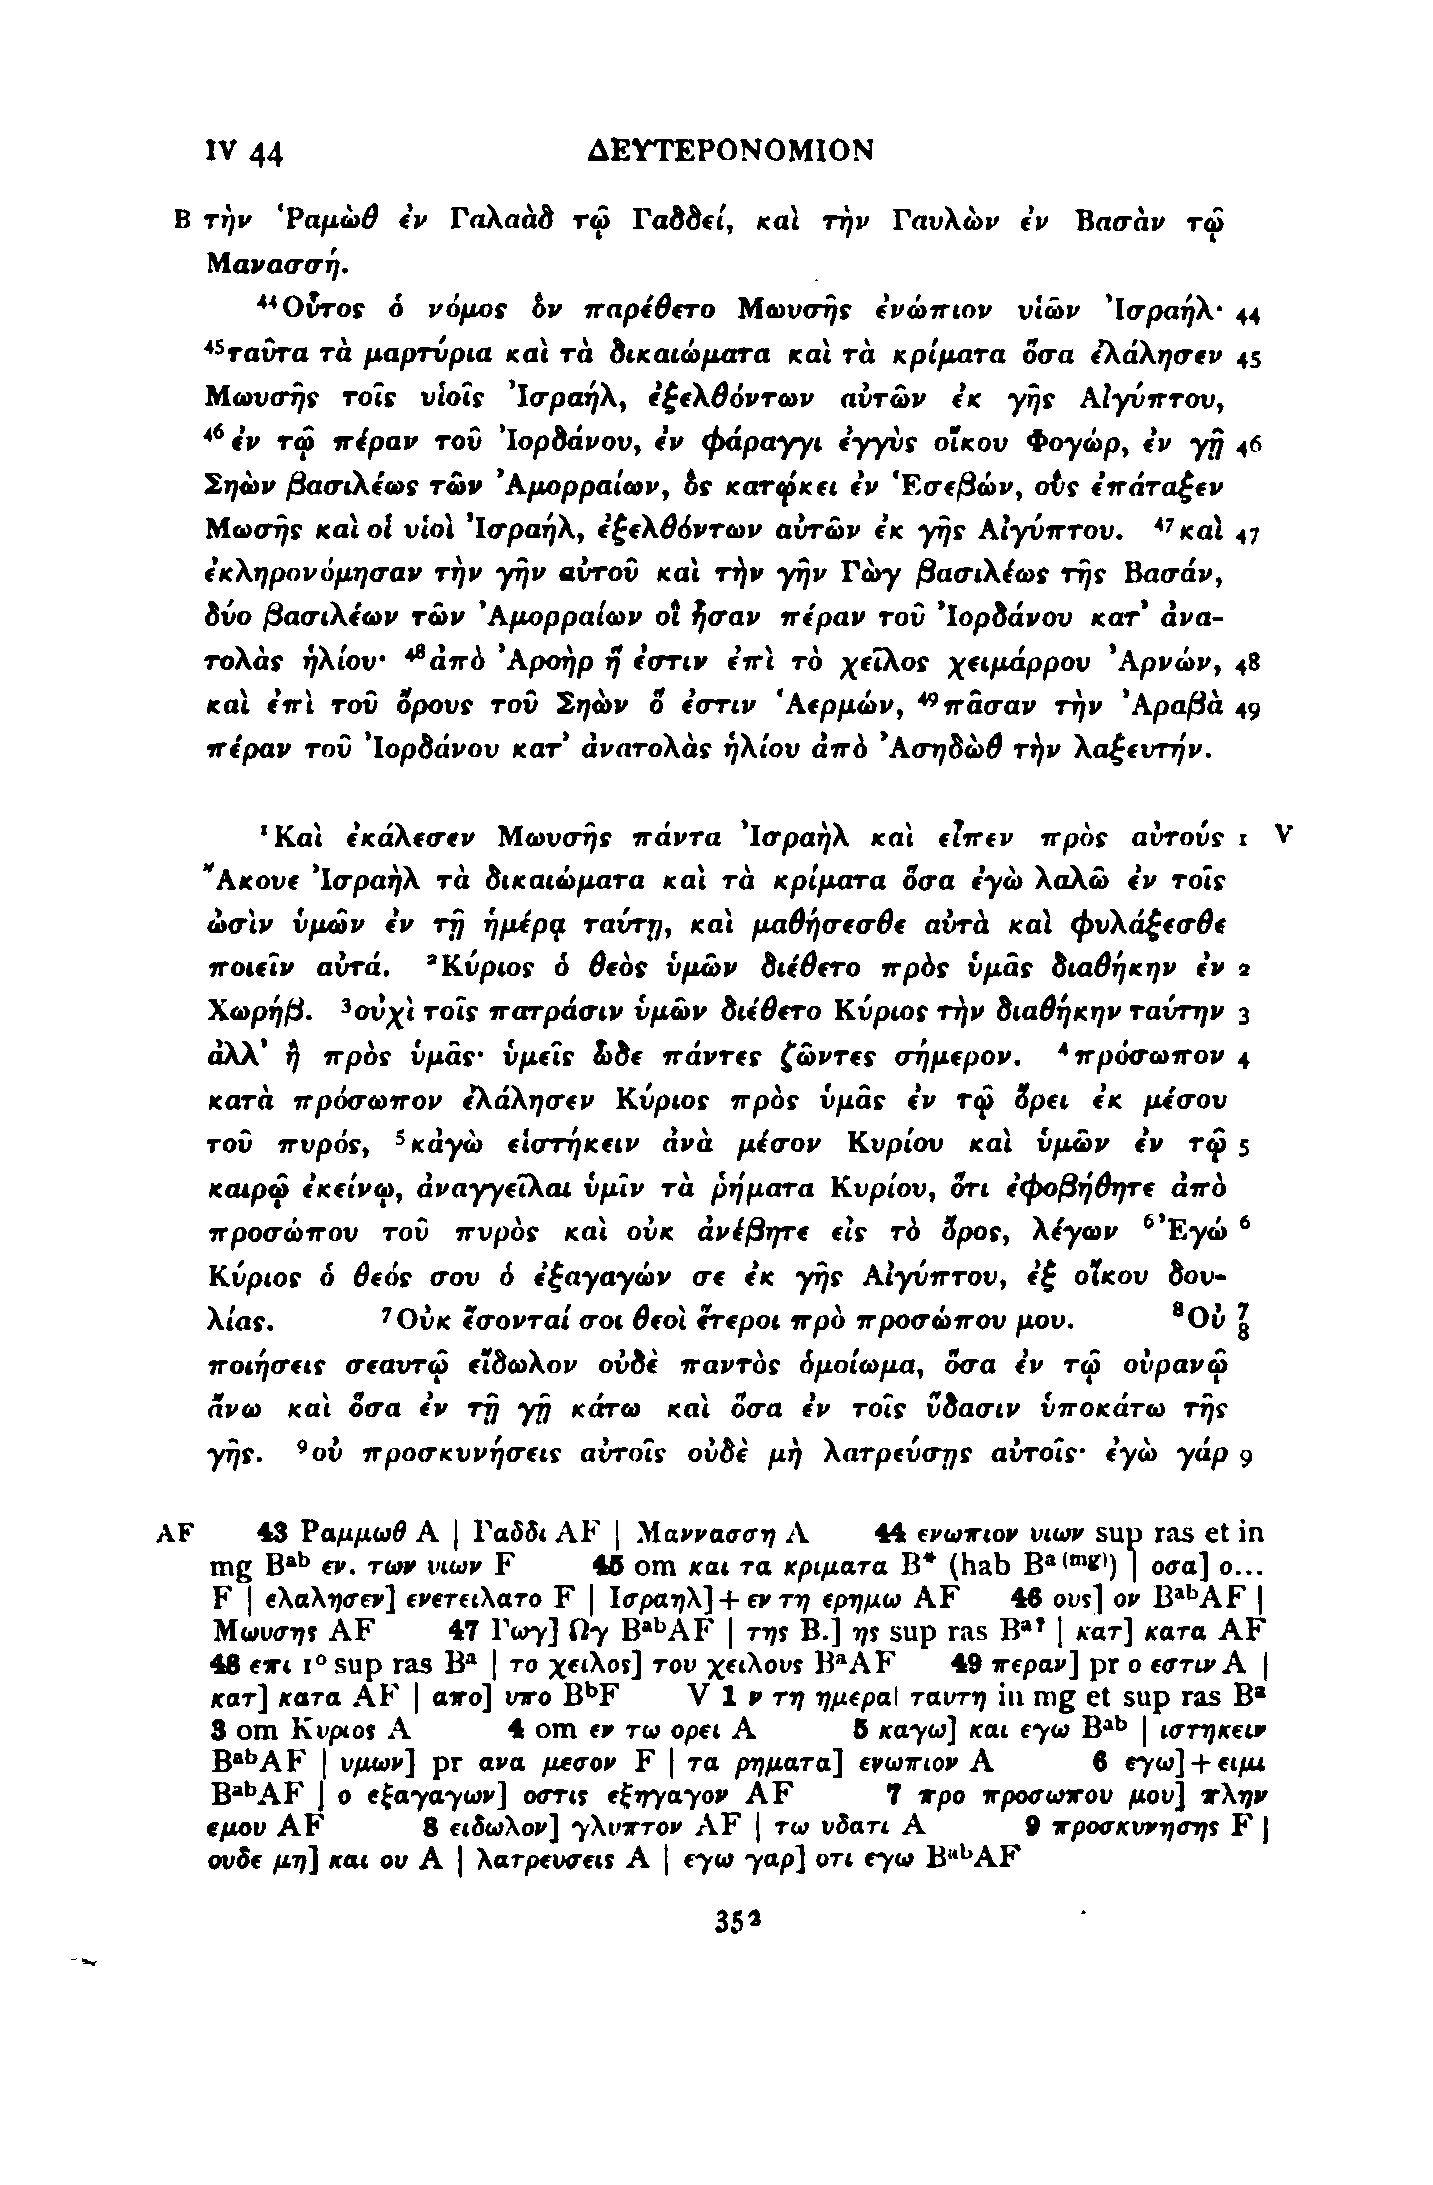 IV 44 ΔΕΥΤΕΡΟΝΟΜΙΟΝ
B τὴν Ῥαμὼθ ἐν Γαλαὰδ τῷ Γαδδεί, καὶ τὴν Γαυλὼν ἐν Βασὰν τῷ
Μανασσή.
⁴⁴Οὗτος ὁ νόμος ὃν παρέθετο Μωυσῆς ἐνώπιον υἱῶν Ἰσραήλ· 44
⁴⁵ταῦτα τὰ μαρτύρια καὶ τὰ δικαιώματα καὶ τὰ κρίματα ὅσα ἐλάλησεν 45
Μωυσῆς τοῖς υἱοῖς Ἰσραήλ, ἐξελθόντων αὐτῶν ἐκ γῆς Αἰγύπτου,
⁴⁶ἐν τῷ πέραν τοῦ Ἰορδάνου, ἐν φάραγγι ἐγγὺς οἴκου Φογώρ, ἐν γῇ 46
Σηὼν βασιλέως τῶν Ἀμορραίων, ὃς κατῴκει ἐν Ἑσεβών, οὓς ἐπάταξεν
Μωσῆς καὶ οἱ υἱοὶ Ἰσραήλ, ἐξελθόντων αὐτῶν ἐκ γῆς Αἰγύπτου. ⁴⁷καὶ 47
ἐκληρονόμησαν τὴν γῆν αὐτοῦ καὶ τὴν γῆν Γὼγ βασιλέως τῆς Βασάν,
δύο βασιλέων τῶν Ἀμορραίων οἳ ἦσαν πέραν τοῦ Ἰορδάνου κατ᾽ ἀνα-
τολὰς ἡλίου· ⁴⁸ἀπὸ Ἀροὴρ ἥ ἐστιν ἐπὶ τὸ χεῖλος χειμάρρου Ἀρνών, 48
καὶ ἐπὶ τοῦ ὄρους τοῦ Σηὼν ὅ ἐστιν Ἁερμών, ⁴⁹πᾶσαν τὴν Ἀραβὰ 49
πέραν τοῦ Ἰορδάνου κατ᾽ ἀνατολὰς ἡλίου ἀπὸ Ἀσηδὼθ τὴν λαξευτήν.
¹Καὶ ἐκάλεσεν Μωυσῆς πάντα Ἰσραὴλ καὶ εἶπεν πρὸς αὐτούς 1 V
Ἄκουε Ἰσραὴλ τὰ δικαιώματα καὶ τὰ κρίματα ὅσα ἐγὼ λαλῶ ἐν τοῖς
ὠσὶν ὑμῶν ἐν τῇ ἡμέρᾳ ταύτῃ, καὶ μαθήσεσθε αὐτὰ καὶ φυλάξεσθε
ποιεῖν αὐτά. ²Κύριος ὁ θεὸς ὑμῶν διέθετο πρὸς ὑμᾶς διαθήκην ἐν 2
Χωρήβ. ³οὐχὶ τοῖς πατράσιν ὑμῶν διέθετο Κύριος τὴν διαθήκην ταύτην 3
ἀλλ᾽ ἢ πρὸς ὑμᾶς· ὑμεῖς ὧδε πάντες ζῶντες σήμερον. ⁴πρόσωπον 4
κατὰ πρόσωπον ἐλάλησεν Κύριος πρὸς ὑμᾶς ἐν τῷ ὄρει ἐκ μέσου
τοῦ πυρός, ⁵κἀγὼ εἱστήκειν ἀνὰ μέσον Κυρίου καὶ ὑμῶν ἐν τῷ 5
καιρῷ ἐκείνῳ, ἀναγγεῖλαι ὑμῖν τὰ ῥήματα Κυρίου, ὅτι ἐφοβήθητε ἀπὸ
προσώπου τοῦ πυρὸς καὶ οὐκ ἀνέβητε εἰς τὸ ὄρος, λέγων ⁶Ἐγώ 6
Κύριος ὁ θεός σου ὁ ἐξαγαγών σε ἐκ γῆς Αἰγύπτου, ἐξ οἴκου δου-
λίας. ⁷Οὐκ ἔσονταί σοι θεοὶ ἕτεροι πρὸ προσώπου μου. ⁸Οὐ 7 8
ποιήσεις σεαυτῷ εἴδωλον οὐδὲ παντὸς ὁμοίωμα, ὅσα ἐν τῷ οὐρανῷ
ἄνω καὶ ὅσα ἐν τῇ γῇ κάτω καὶ ὅσα ἐν τοῖς ὕδασιν ὑποκάτω τῆς
γῆς. ⁹οὐ προσκυνήσεις αὐτοῖς οὐδὲ μὴ λατρεύσῃς αὐτοῖς· ἐγὼ γάρ 9
AF 43 Ραμμωθ A | Γαδδι AF | Μαννασση A 44 ενωπιον υιων sup ras et in
mg Bᵃᵇ εν. των υιων F 45 om και τα κριματα B* (hab Bᵃ⁽ᵐᵍ⁾) | οσα] ο...
F | ελαλησεν] ενετειλατο F | Ισραηλ]+εν τη ερημω AF 46 ους] ον BᵃᵇAF |
Μωυσης AF 47 Γωγ] Ωγ BᵃᵇAF | της Β.] ης sup ras Bᵃ? | κατ] κατα AF
48 επι 1° sup ras Bᵃ | το χειλος] του χειλους BᵃAF 49 περαν] pr ο εστιν A |
κατ] κατα AF | απο] υπο BᵇF V 1 ν τη ημερα| ταυτη in mg et sup ras Bᵃ
3 om Κυριος A 4 om εν τω ορει A 5 καγω] και εγω Bᵃᵇ | ιστηκειν
BᵃᵇAF | υμων] pr ανα μεσον F | τα ρηματα] ενωπιον A 6 εγω]+ειμι
BᵃᵇAF | ο εξαγαγων] οστις εξηγαγον AF 7 προ προσωπου μου] πλην
εμου AF 8 ειδωλον] γλυπτον AF | τω υδατι A 9 προσκυνησης F |
ουδε μη] και ου A | λατρευσεις A | εγω γαρ] οτι εγω BᵃᵇAF
352